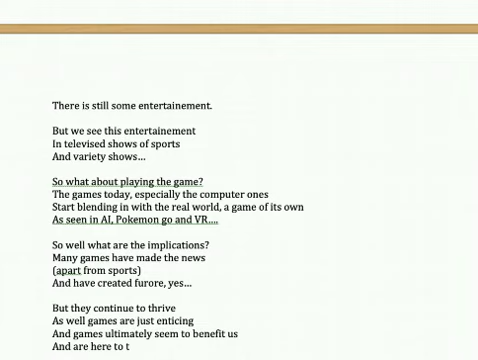 There is still some entertainement.
But we see this entertainement
In televised shows of sports
And variety shows…
So what about playing the game?
The games today, especially the computer ones
Start blending in with the real world, a game of its own
As seen in AI, Pokemon go and VR….
So well what are the implications?
Many games have made the news
(apart from sports)
And have created furore, yes…
But they continue to thrive
As well games are just enticing
And games ultimately seem to benefit us
And are here to t